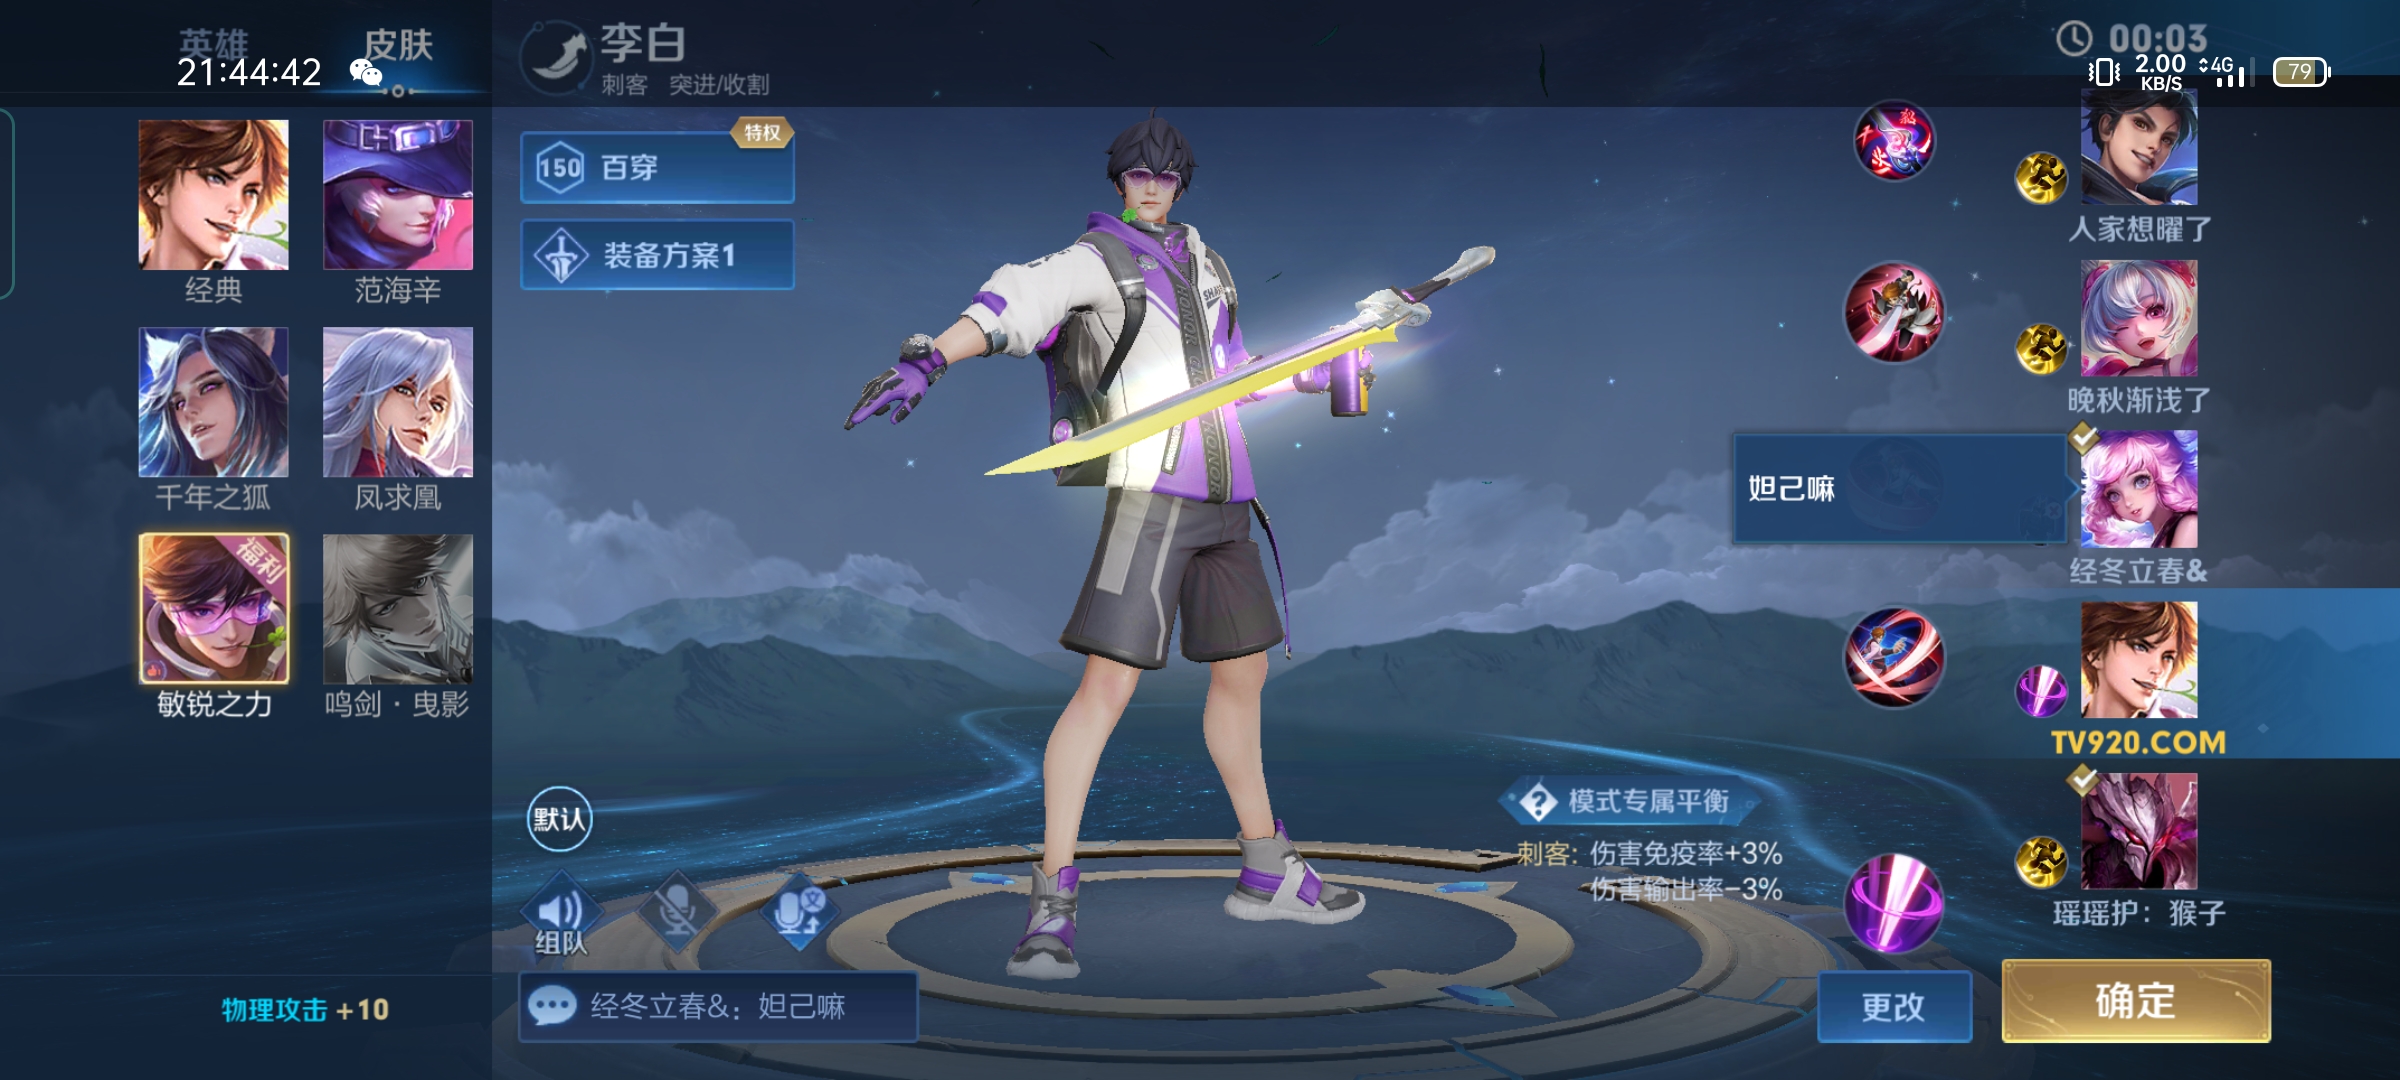 英雄
皮肤
21:44:42
李白
刺客 突进/收割
00:03
2.00
KB/S
4G
79
特权
150 百穿
装备方案1
经典
范海辛
千年之狐
凤求凰
福利
敏锐之力
鸣剑·曳影
物理攻击 +10
人家想曜了
晚秋渐浅了
妲己嘛
经冬立春&
TV920.COM
瑶瑶护：猴子
默认
组队
经冬立春&：妲己嘛
模式专属平衡
刺客：伤害免疫率+3%
伤害输出率-3%
更改
确定